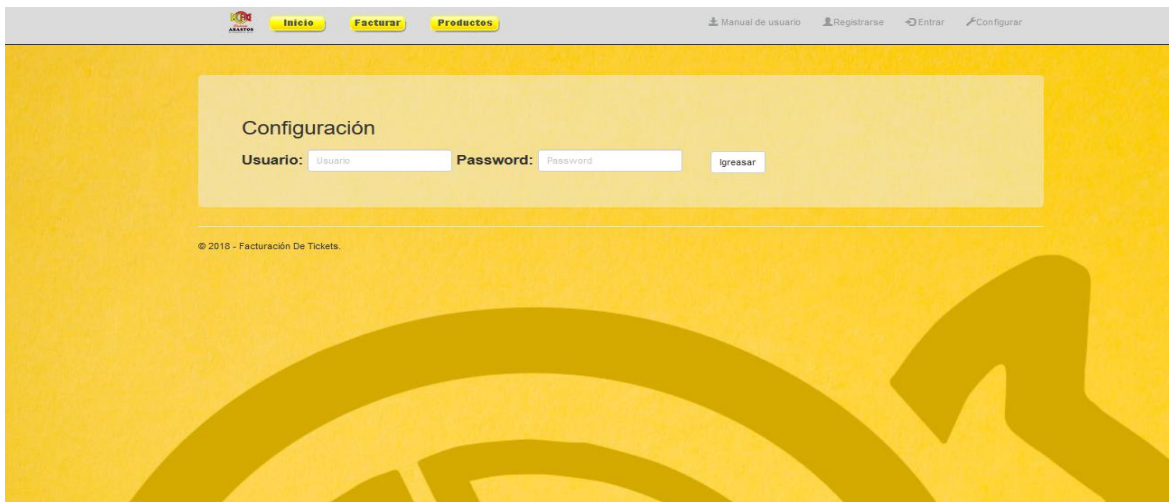 ABASTOS
Inicio Facturar Productos Manual de usuario Registrarse Entrar Configurar
Configuración
Usuario: Usuario Password: Password Igreasar
© 2018 - Facturación De Tickets.